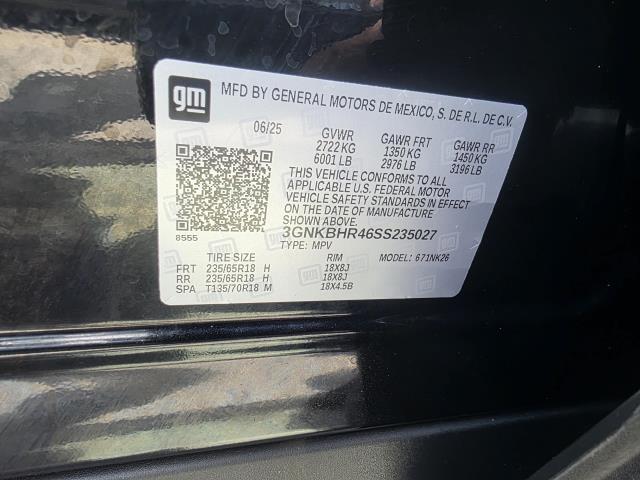 gm
MFD BY GENERAL MOTORS DE MEXICO, S. DE R.L. DE C.V.
06/25 GVWR GAWR FRT GAWR RR
2722 KG 1350 KG 1450 KG
6001 LB 2976 LB 3196 LB
THIS VEHICLE CONFORMS TO ALL
APPLICABLE U.S. FEDERAL MOTOR
VEHICLE SAFETY STANDARDS IN
EFFECT ON THE DATE OF MANUFACTURE
SHOWN ABOVE.
3GNKBHR46SS235027
8555 TYPE: MPV MODEL: 671NK26
TIRE SIZE RIM
FRT 235/65R18 H 18X8J
RR 235/65R18 H 18X8J
SPA T135/70R18 M 18X4.5B